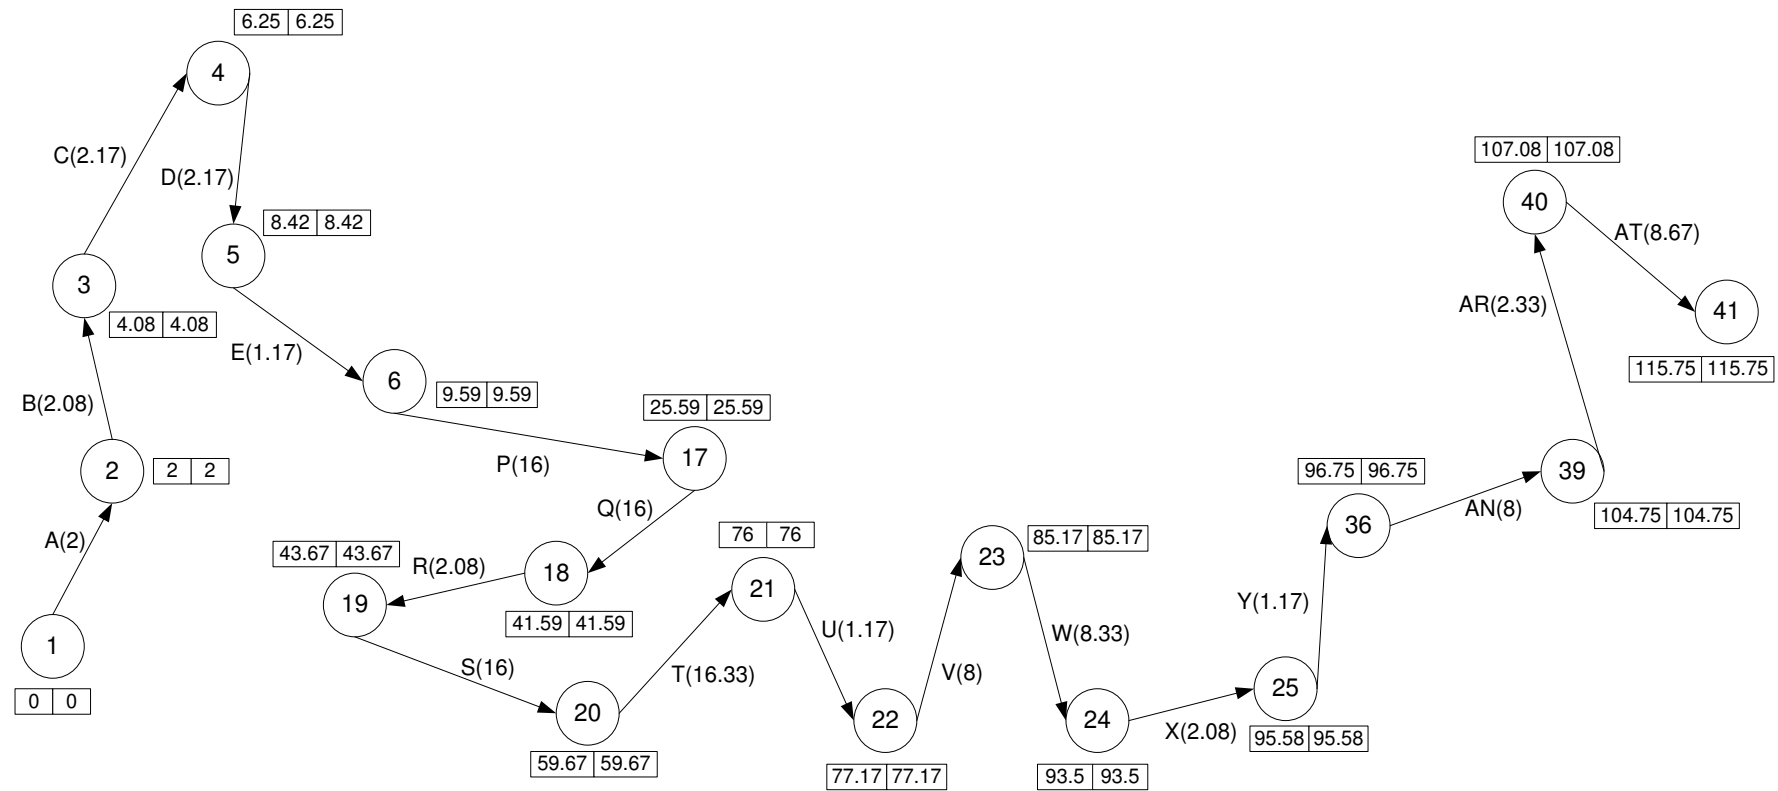 6.25 6.25
4
C(2.17)
D(2.17)
107.08 107.08
40
AT(8.67)
8.42 8.42
5
3
4.08 4.08
AR(2.33)
41
115.75 115.75
E(1.17)
6
9.59 9.59
B(2.08)
25.59 25.59
17
P(16)
2
2 2
96.75 96.75
39
AN(8)
104.75 104.75
Q(16)
36
A(2)
43.67 43.67
R(2.08)
18
41.59 41.59
76 76
85.17 85.17
23
19
21
1
0 0
S(16)
T(16.33)
U(1.17)
V(8)
W(8.33)
Y(1.17)
20
59.67 59.67
22
77.17 77.17
24
93.5 93.5
X(2.08)
25
95.58 95.58